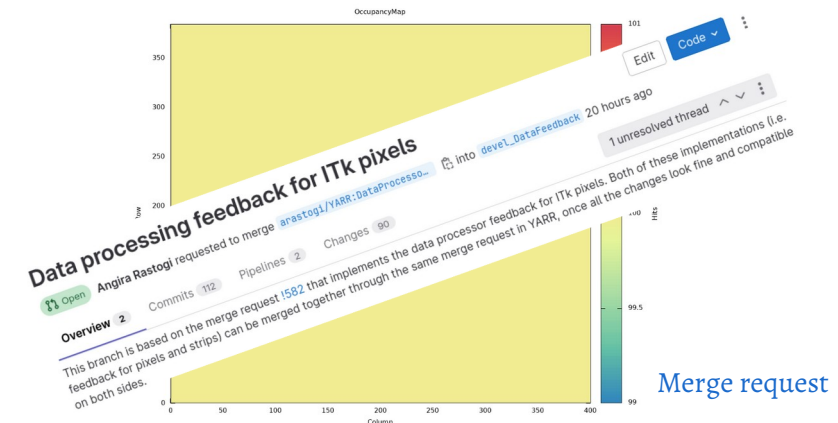 OccupancyMap
101
Edit
Code
350
300
250
200
Row
0
0
50
100
150
200
250
300
350
400
Column
Hits
99.5
99
Data processing feedback for ITk pixels
Open Angira Rastogi requested to merge arastogi/YARR:DataProcesso… into devel_DataFeedback 20 hours ago
Overview 2 Commits 112 Pipelines 2 Changes 90
1 unresolved thread
This branch is based on the merge request !582 that implements the data processor feedback for ITk pixels. Both of these implementations (i.e.
feedback for pixels and strips) can be merged together through the same merge request in YARR, once all the changes look fine and compatible
on both sides.
Merge request